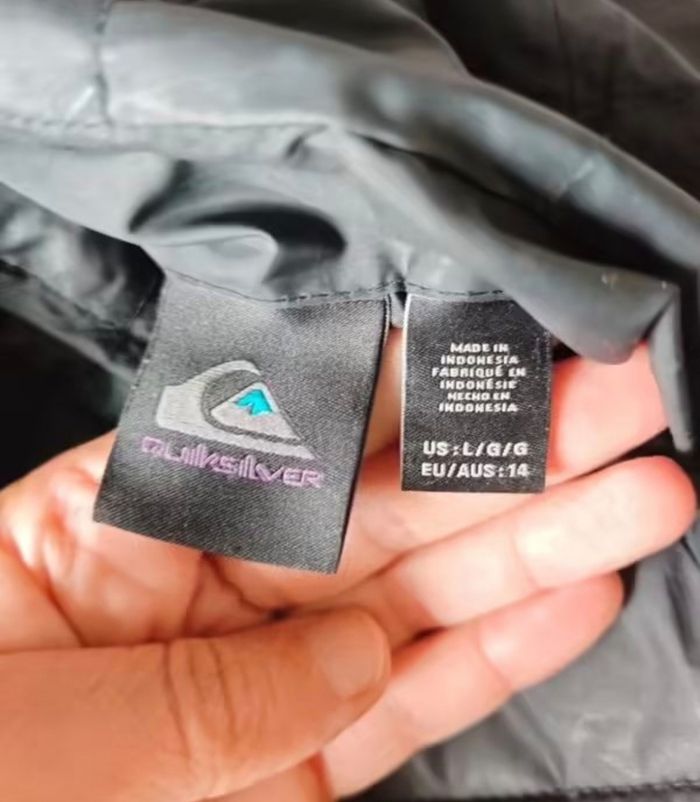 QUIKSILVER
MADE IN
INDONESIA
FABRIQUÉ EN
INDONÉSIE
HECHO EN
INDONESIA
US:L/G/G
EU/AUS:14